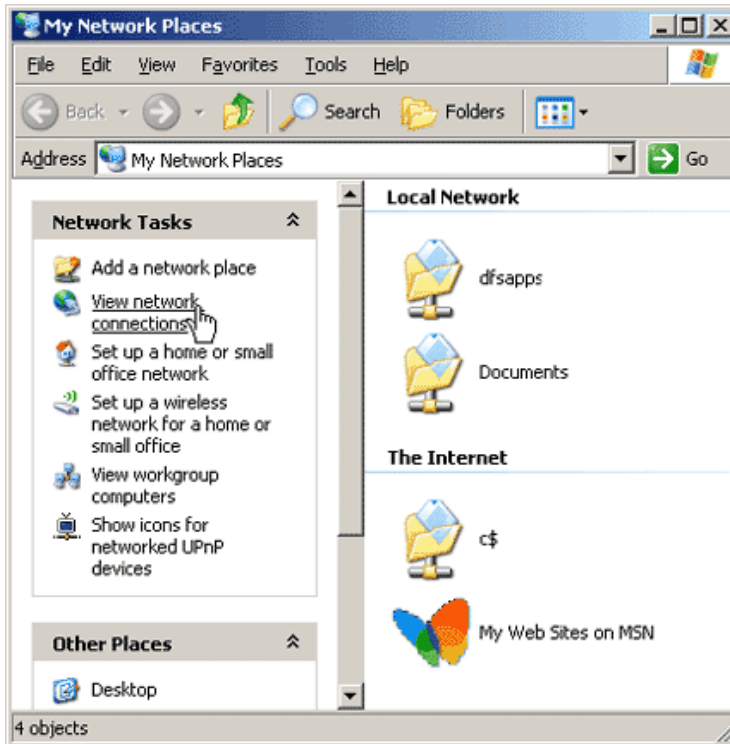 My Network Places
File Edit View Favorites Tools Help
Back Search Folders
Address My Network Places Go
Network Tasks
Add a network place
View network
connections
Set up a home or small
office network
Set up a wireless
network for a home or
small office
View workgroup
computers
Show icons for
networked UPnP
devices
Other Places
Desktop
Local Network
dfsapps
Documents
The Internet
c$
My Web Sites on MSN
4 objects